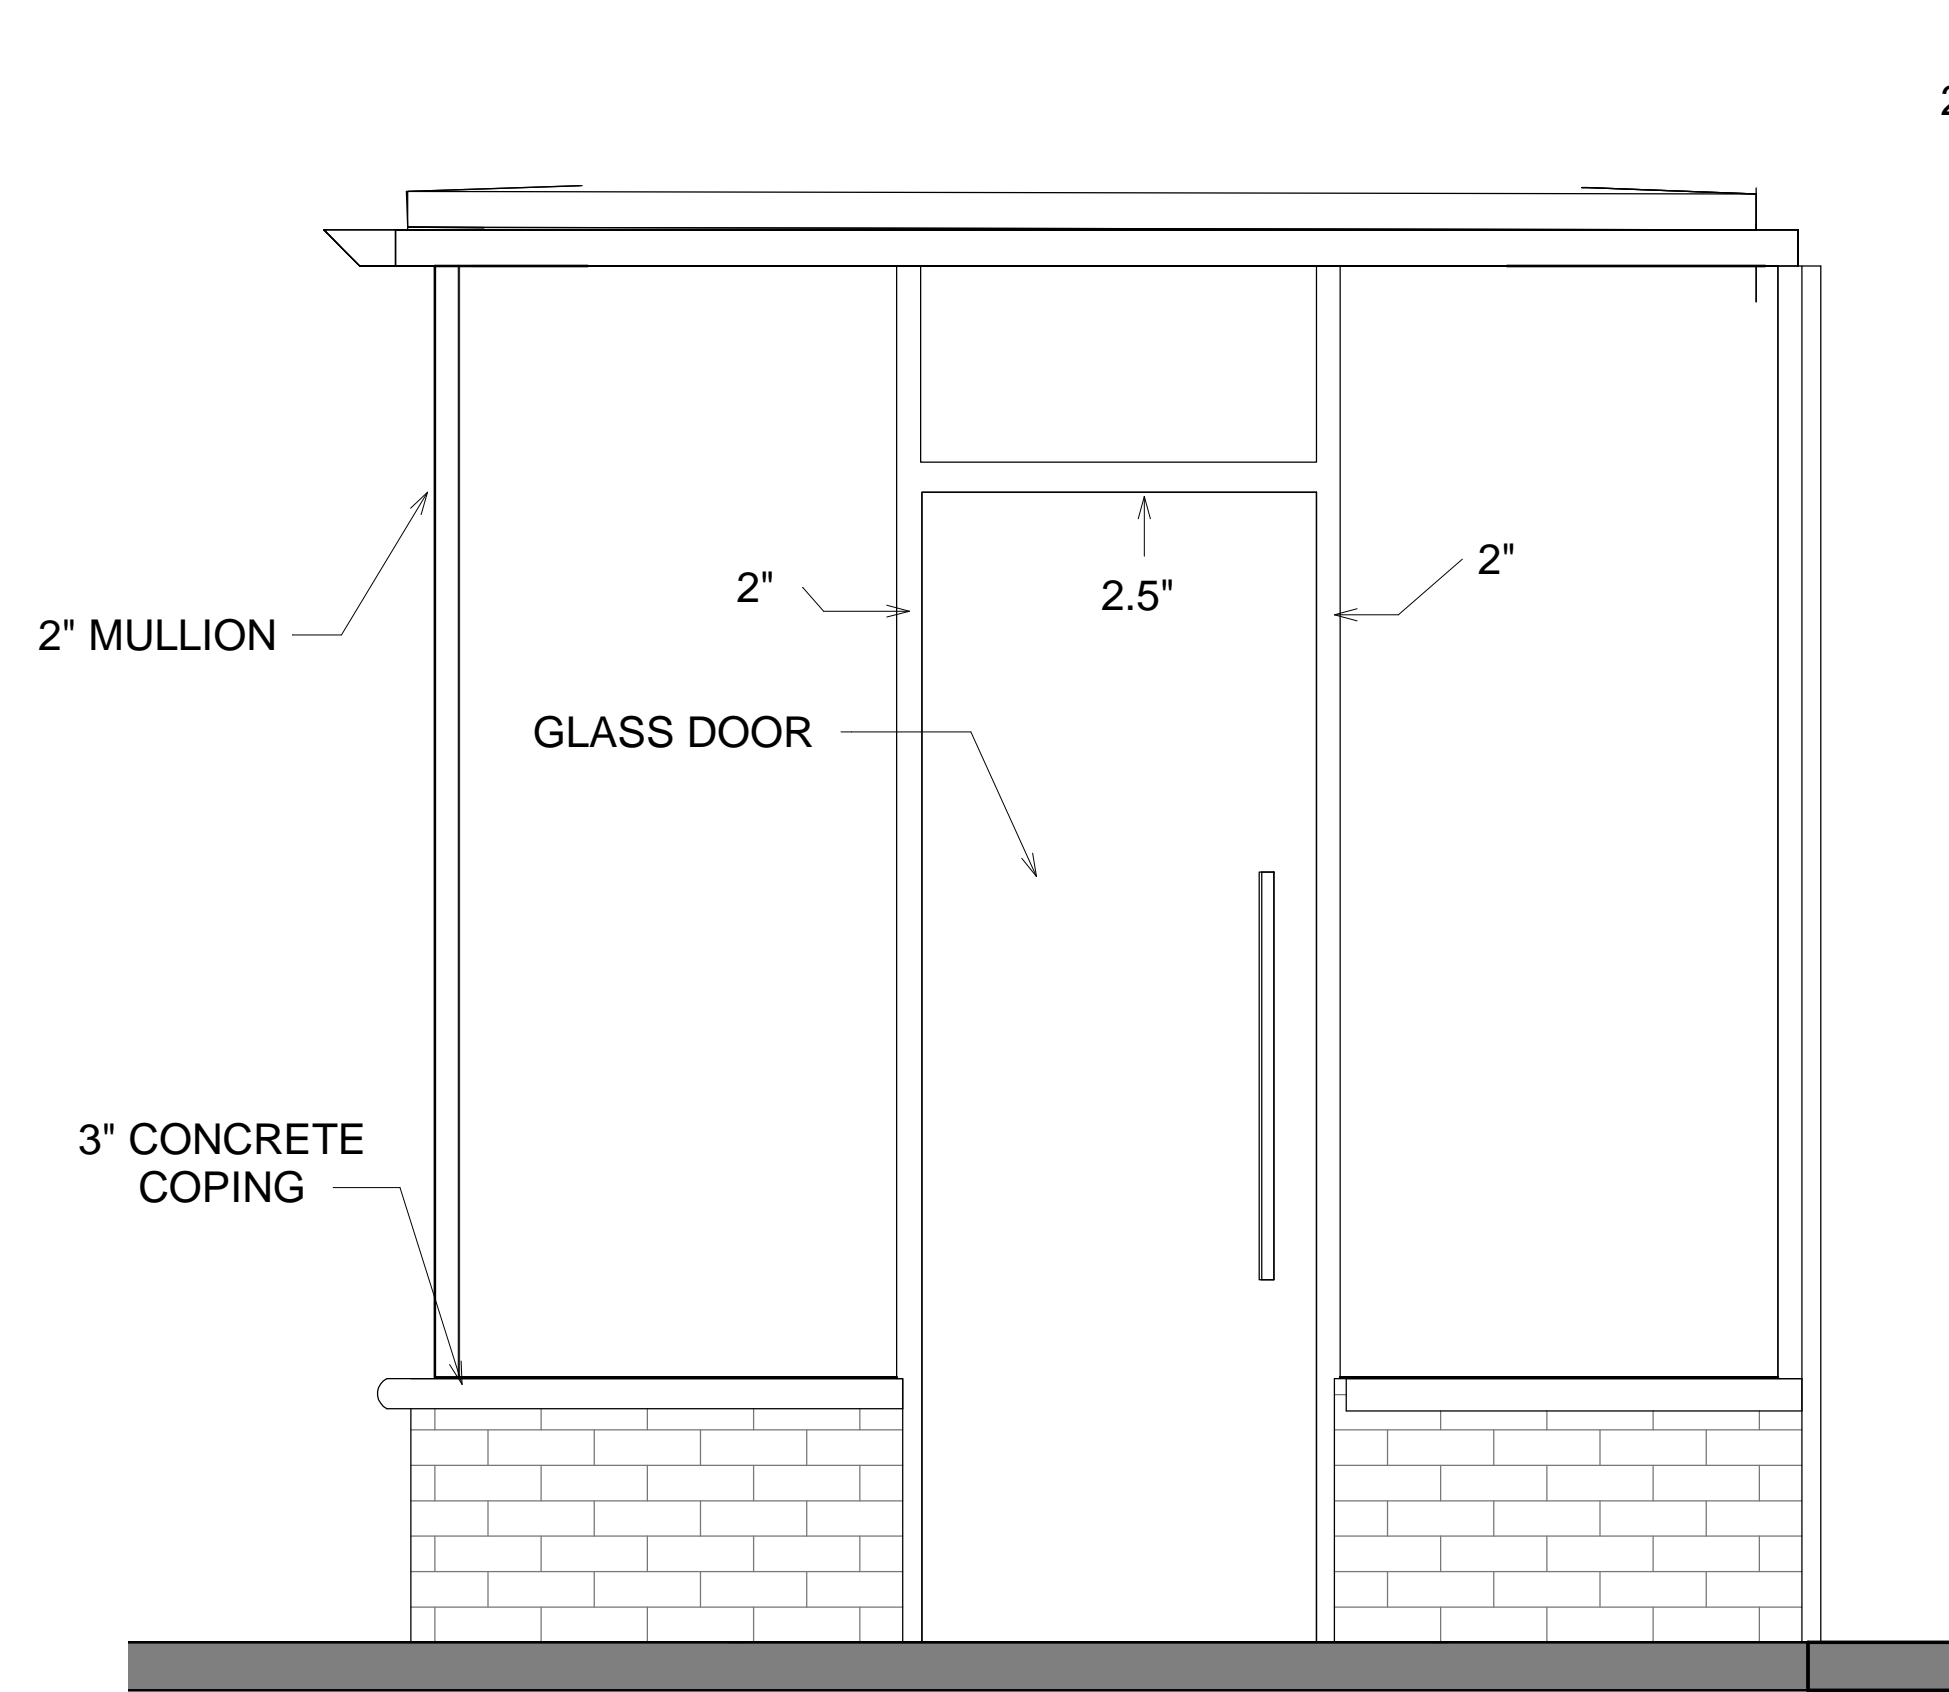 2" MULLION
2"
2.5"
2"
GLASS DOOR
3" CONCRETE
COPING